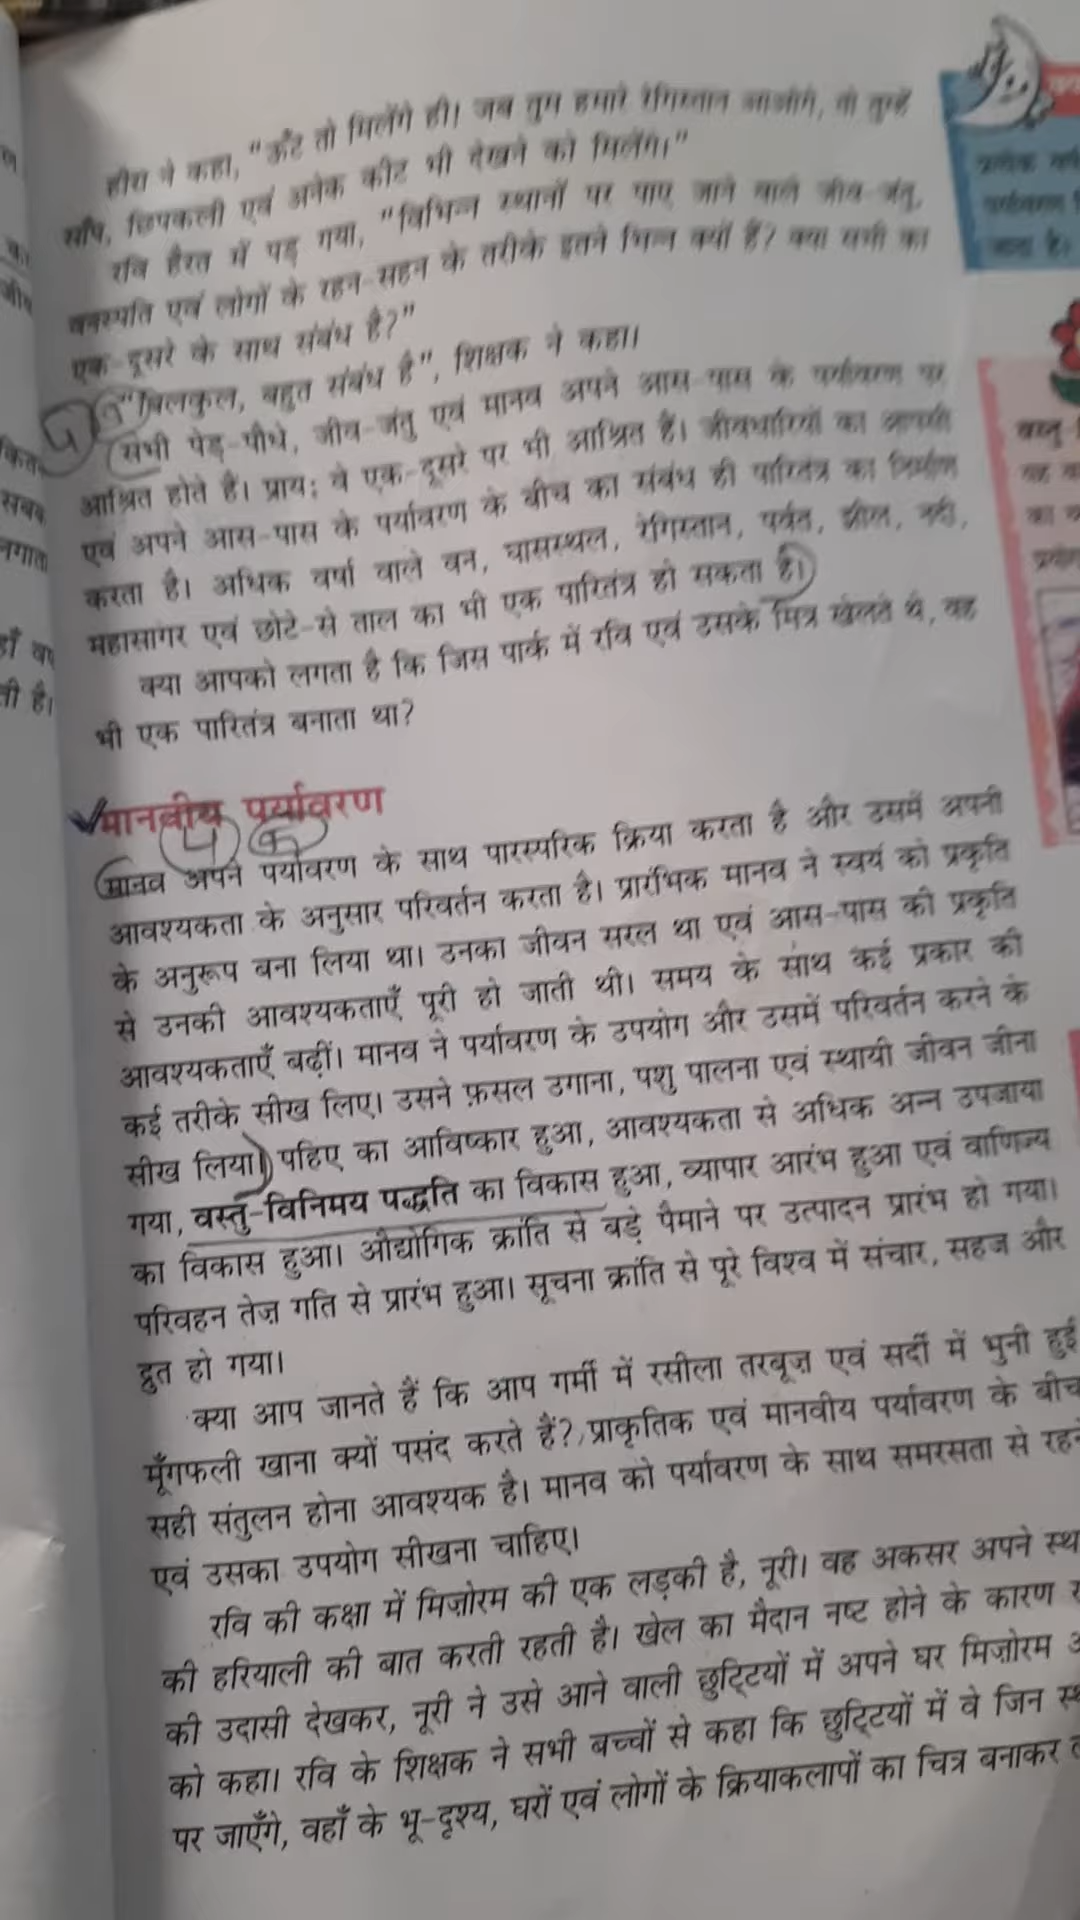 हीरा ने कहा, "ऊँट तो मिलेंगे ही। जब तुम हमारे रेगिस्तान आओगे, तो तुम्हें
साँप, छिपकली एवं अनेक कीट भी देखने को मिलेंगे।"
रवि हैरत में पड़ गया, "विभिन्न स्थानों पर पाए जाने वाले जीव-जंतु,
वनस्पति एवं लोगों के रहन-सहन के तरीके इतने भिन्न क्यों हैं? क्या सभी का
एक-दूसरे के साथ संबंध है?"
"बिलकुल, बहुत संबंध है", शिक्षक ने कहा।
सभी पेड़-पौधे, जीव-जंतु एवं मानव अपने आस-पास के पर्यावरण पर
आश्रित होते हैं। प्राय: वे एक-दूसरे पर भी आश्रित हैं। जीवधारियों का आपसी
एवं अपने आस-पास के पर्यावरण के बीच का संबंध ही पारितंत्र का निर्माण
करता है। अधिक वर्षा वाले वन, घासस्थल, रेगिस्तान, पर्वत, झील, नदी,
महासागर एवं छोटे-से ताल का भी एक पारितंत्र हो सकता है।
क्या आपको लगता है कि जिस पार्क में रवि एवं उसके मित्र खेलते थे, वह
भी एक पारितंत्र बनाता था?
मानवीय पर्यावरण
मानव अपने पर्यावरण के साथ पारस्परिक क्रिया करता है और उसमें अपनी
आवश्यकता के अनुसार परिवर्तन करता है। प्रारंभिक मानव ने स्वयं को प्रकृति
के अनुरूप बना लिया था। उनका जीवन सरल था एवं आस-पास की प्रकृति
से उनकी आवश्यकताएँ पूरी हो जाती थी। समय के साथ कई प्रकार की
आवश्यकताएँ बढ़ीं। मानव ने पर्यावरण के उपयोग और उसमें परिवर्तन करने के
कई तरीके सीख लिए। उसने फ़सल उगाना, पशु पालना एवं स्थायी जीवन जीना
सीख लिया। पहिए का आविष्कार हुआ, आवश्यकता से अधिक अन्न उपजाया
गया, वस्तु-विनिमय पद्धति का विकास हुआ, व्यापार आरंभ हुआ एवं वाणिज्य
का विकास हुआ। औद्योगिक क्रांति से बड़े पैमाने पर उत्पादन प्रारंभ हो गया।
परिवहन तेज़ गति से प्रारंभ हुआ। सूचना क्रांति से पूरे विश्व में संचार, सहज और
द्रुत हो गया।
क्या आप जानते हैं कि आप गर्मी में रसीला तरबूज़ एवं सर्दी में भुनी हुई
मूँगफली खाना क्यों पसंद करते हैं? प्राकृतिक एवं मानवीय पर्यावरण के बीच
सही संतुलन होना आवश्यक है। मानव को पर्यावरण के साथ समरसता से
एवं उसका उपयोग सीखना चाहिए।
रवि की कक्षा में मिज़ोरम की एक लड़की है, नूरी। वह अकसर अपने
की हरियाली की बात करती रहती है। खेल का मैदान नष्ट होने के कारण
की उदासी देखकर, नूरी ने उसे आने वाली छुट्टियों में अपने घर मिज़ोरम
को कहा। रवि के शिक्षक ने सभी बच्चों से कहा कि छुट्टियों में वे जिन
पर जाएँगे, वहाँ के भू-दृश्य, घरों एवं लोगों के क्रियाकलापों का चित्र बनाकर